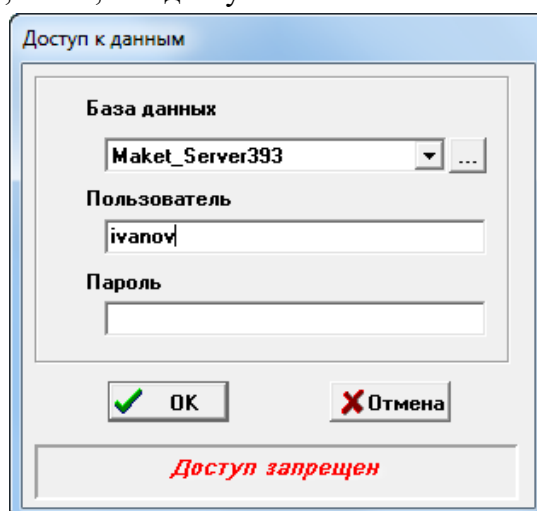 Доступ к данным
База данных
Maket_Server393
...
Пользователь
ivanov
Пароль
OK
Отмена
Доступ запрещен